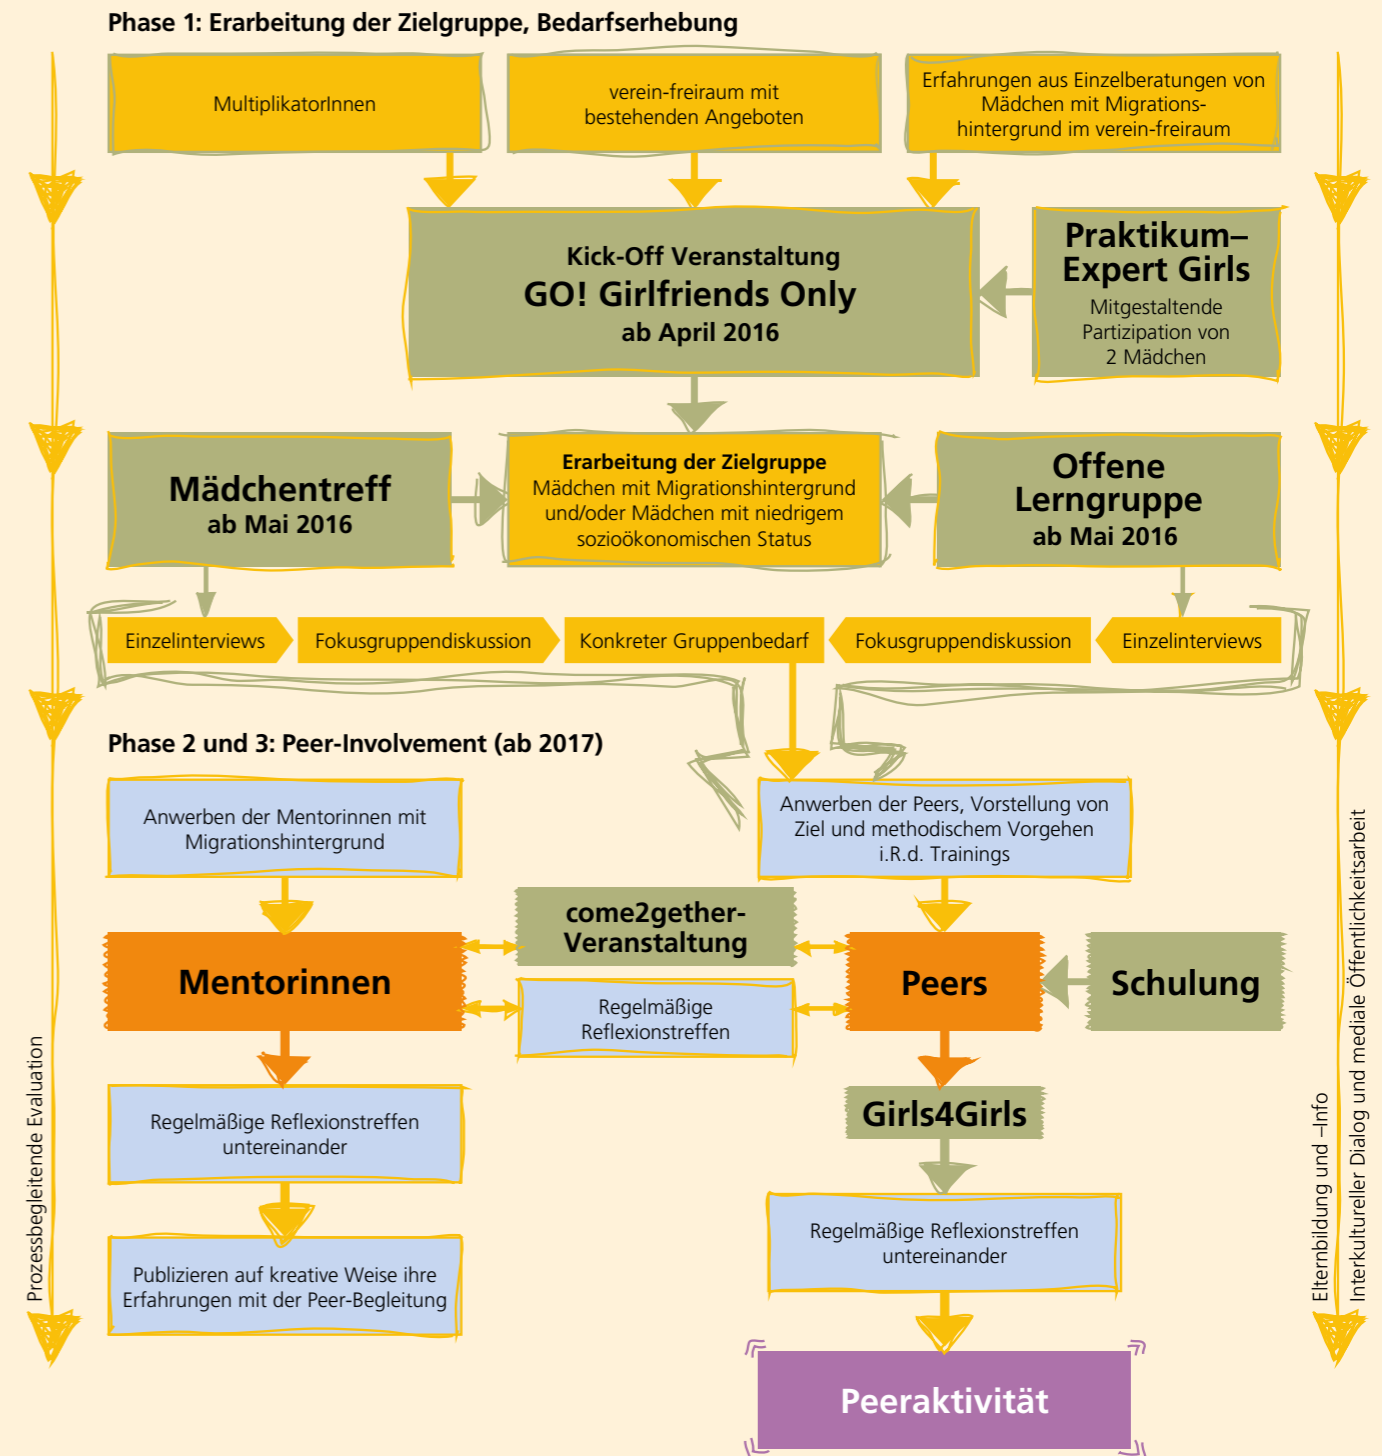 Phase 1: Erarbeitung der Zielgruppe, Bedarfserhebung
MultiplikatorInnen
verein-freiraum mit
bestehenden Angeboten
Erfahrungen aus Einzelberatungen von
Mädchen mit Migrations-
hintergrund im verein-freiraum
Kick-Off Veranstaltung
GO! Girlfriends Only
ab April 2016
Praktikum–
Expert Girls
Mitgestaltende
Partizipation von
2 Mädchen
Mädchentreff
ab Mai 2016
Erarbeitung der Zielgruppe
Mädchen mit Migrationshintergrund
und/oder Mädchen mit niedrigem
sozioökonomischen Status
Offene
Lerngruppe
ab Mai 2016
Einzelinterviews
Fokusgruppendiskussion
Konkreter Gruppenbedarf
Fokusgruppendiskussion
Einzelinterviews
Phase 2 und 3: Peer-Involvement (ab 2017)
Anwerben der Mentorinnen mit
Migrationshintergrund
Anwerben der Peers, Vorstellung von
Ziel und methodischem Vorgehen
i.R.d. Trainings
come2gether-
Veranstaltung
Mentorinnen
Peers
Schulung
Regelmäßige
Reflexionstreffen
Regelmäßige Reflexionstreffen
untereinander
Girls4Girls
Publizieren auf kreative Weise ihre
Erfahrungen mit der Peer-Begleitung
Regelmäßige Reflexionstreffen
untereinander
Peeraktivität
Prozessbegleitende Evaluation
Elternbildung und –Info
Interkultureller Dialog und mediale Öffentlichkeitsarbeit